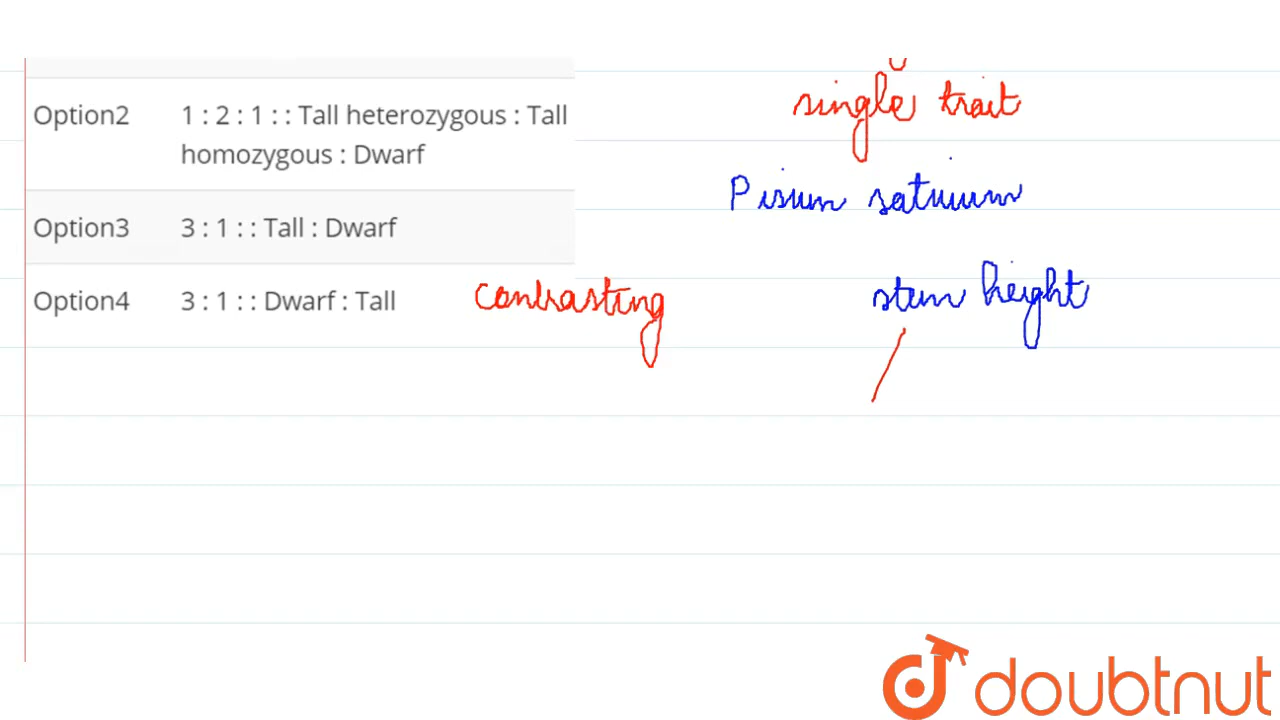 Option2 1 : 2 : 1 : : Tall heterozygous : Tall
homozygous : Dwarf
Option3 3 : 1 : : Tall : Dwarf
Option4 3 : 1 : : Dwarf : Tall
contrasting
single trait
Pisum sativum
stem height
doubtnut